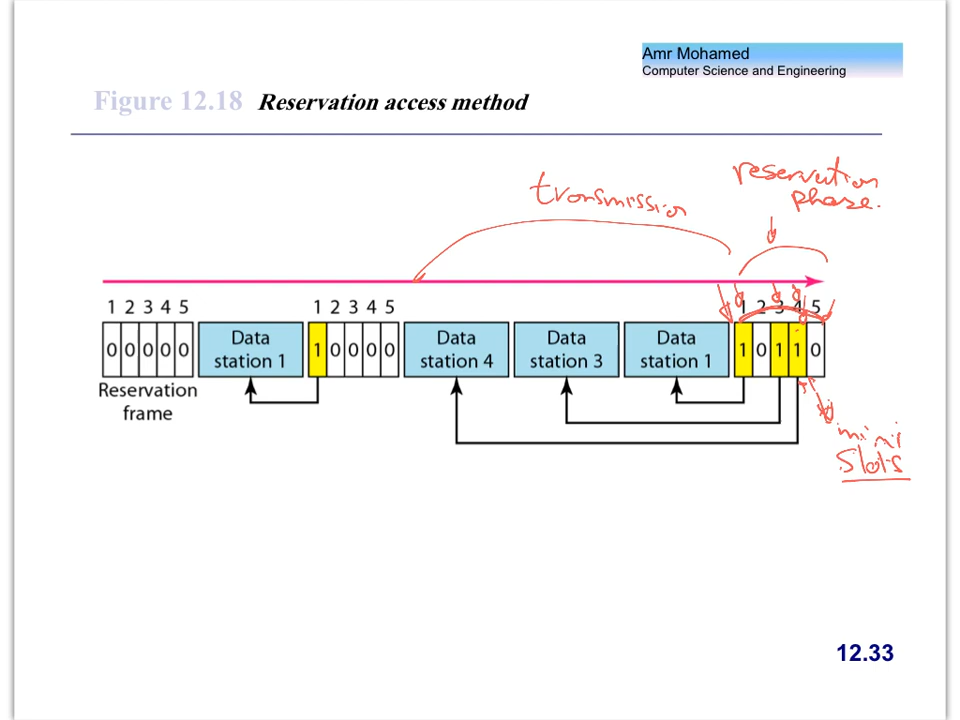 Amr Mohamed
Computer Science and Engineering
Figure 12.18 Reservation access method
reservation
phase.
transmission
1 2 3 4 5 1 2 3 4 5 1 2 3 4 5
0 0 0 0 0 Data station 1 1 0 0 0 0 Data station 4 Data station 3 Data station 1 1 0 1 1 0
Reservation
frame
mini
slots
12.33